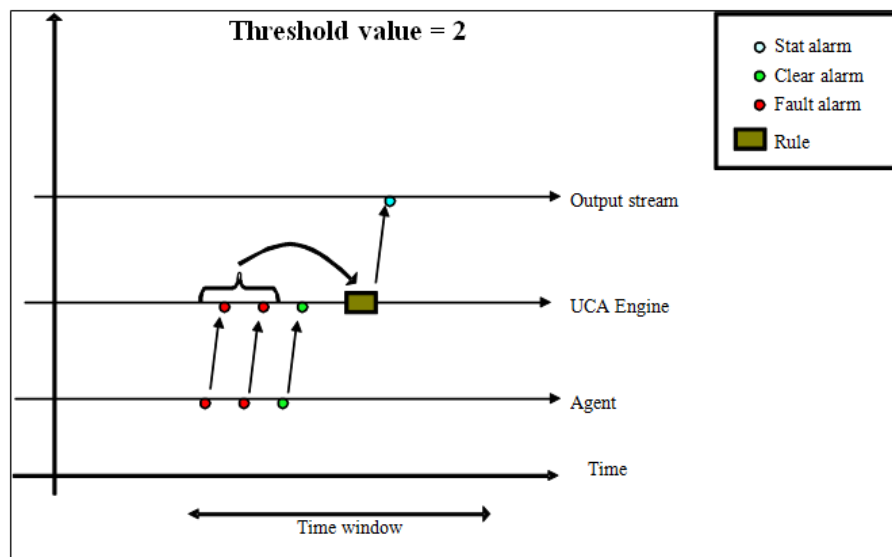 Threshold value = 2
Stat alarm
Clear alarm
Fault alarm
Rule
Output stream
UCA Engine
Agent
Time
Time window